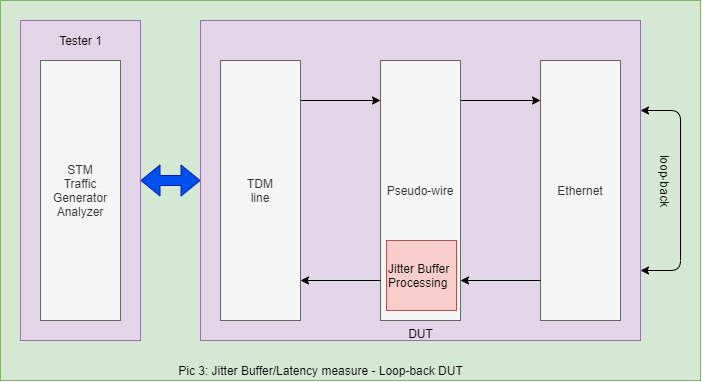 Tester 1
STM
Traffic
Generator
Analyzer
TDM
line
Pseudo-wire
Jitter Buffer
Processing
Ethernet
loop-back
DUT
Pic 3: Jitter Buffer/Latency measure - Loop-back DUT